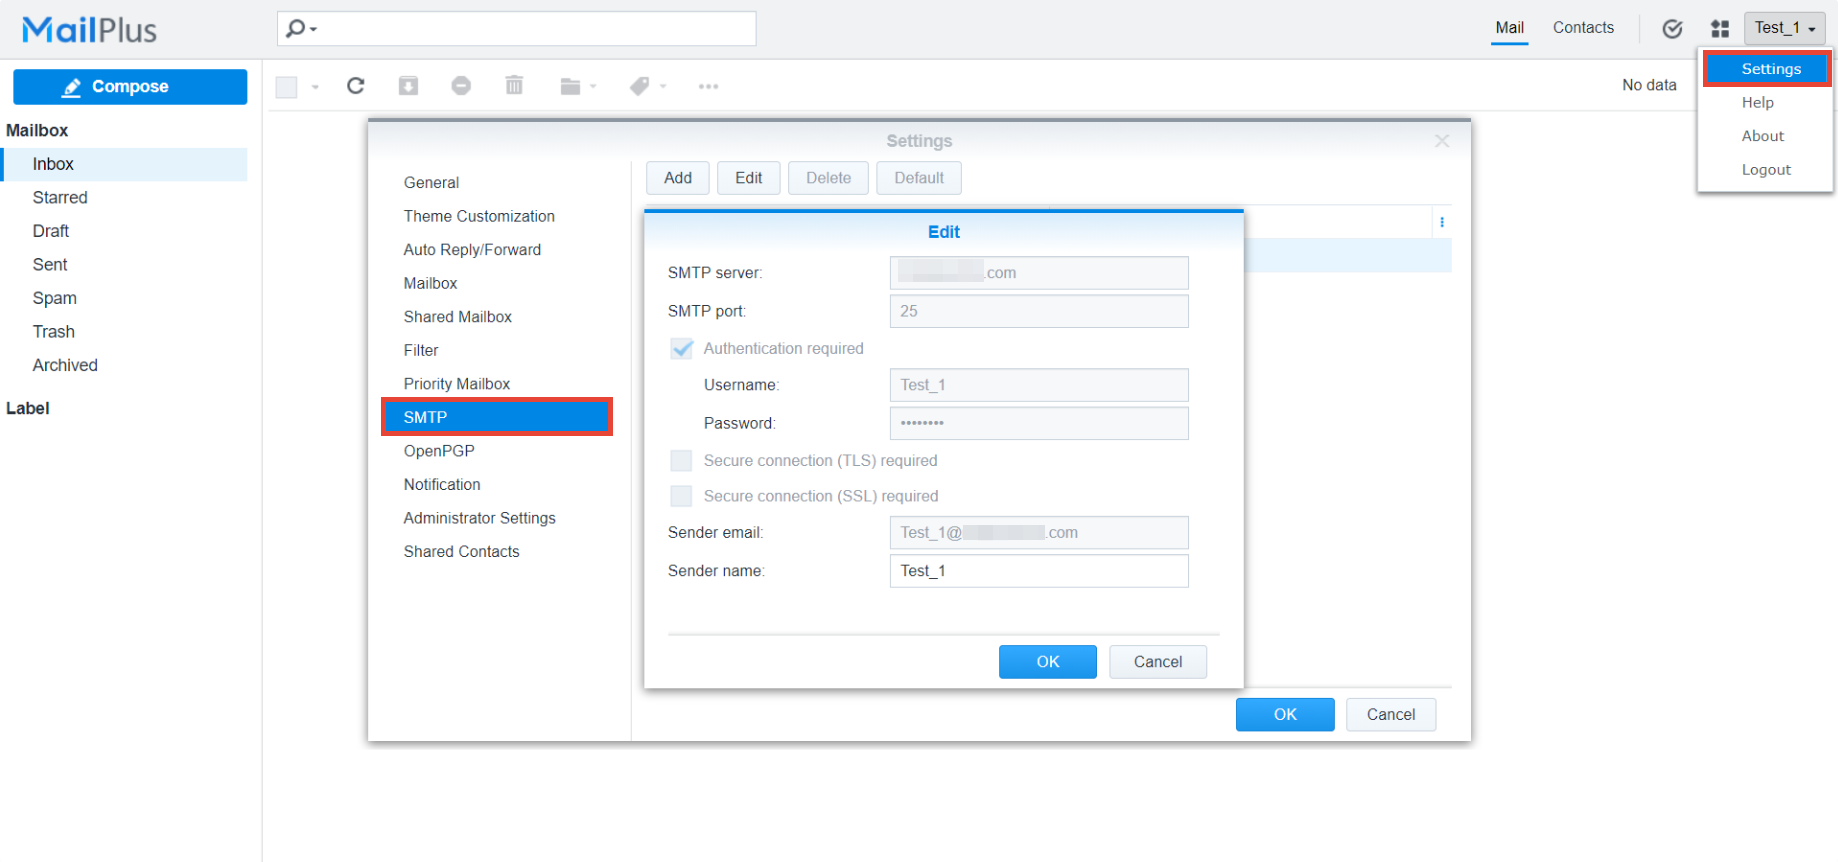 MailPlus
Mail
Contacts
Test_1
Compose
No data
Settings
Help
About
Logout
Mailbox
Inbox
Starred
Draft
Sent
Spam
Trash
Archived
Label
Settings
General
Theme Customization
Auto Reply/Forward
Mailbox
Shared Mailbox
Filter
Priority Mailbox
SMTP
OpenPGP
Notification
Administrator Settings
Shared Contacts
Add
Edit
Delete
Default
Edit
SMTP server:
.com
SMTP port:
25
Authentication required
Username:
Test_1
Password:
••••••••
Secure connection (TLS) required
Secure connection (SSL) required
Sender email:
Test_1@ .com
Sender name:
Test_1
OK
Cancel
OK
Cancel